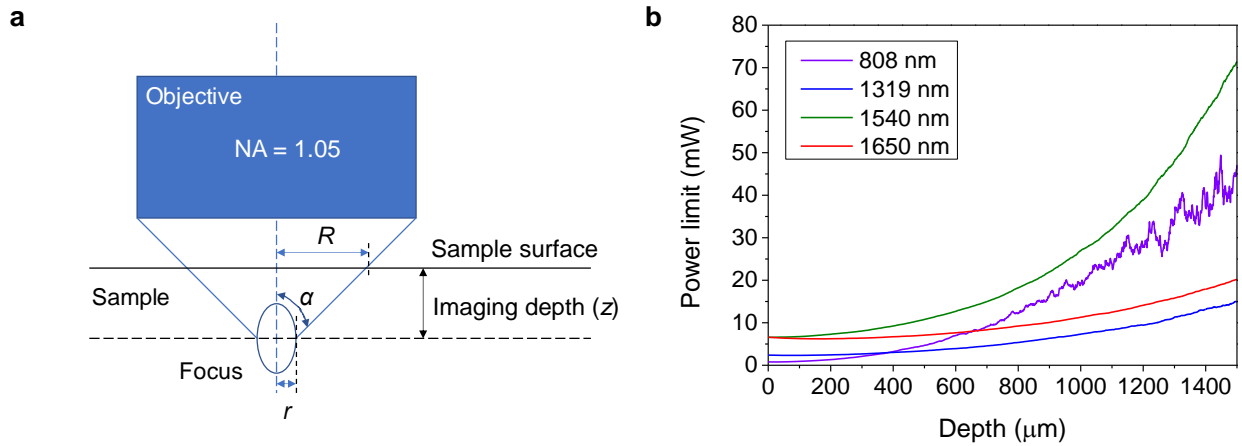 a
Objective
NA = 1.05
R
Sample surface
Sample
α
Imaging depth (z)
Focus
r
b
80
70
60
50
40
30
20
10
0
Power limit (mW)
808 nm
1319 nm
1540 nm
1650 nm
0 200 400 600 800 1000 1200 1400
Depth (μm)